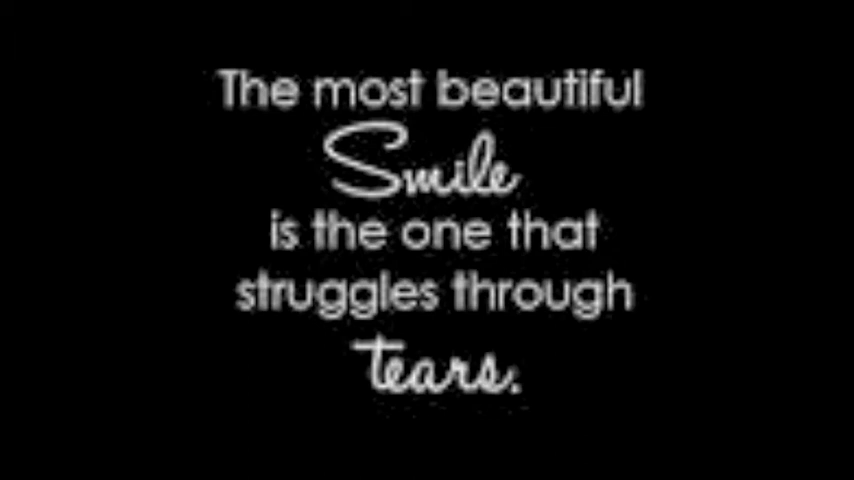 The most beautiful
Smile
is the one that
struggles through
tears.